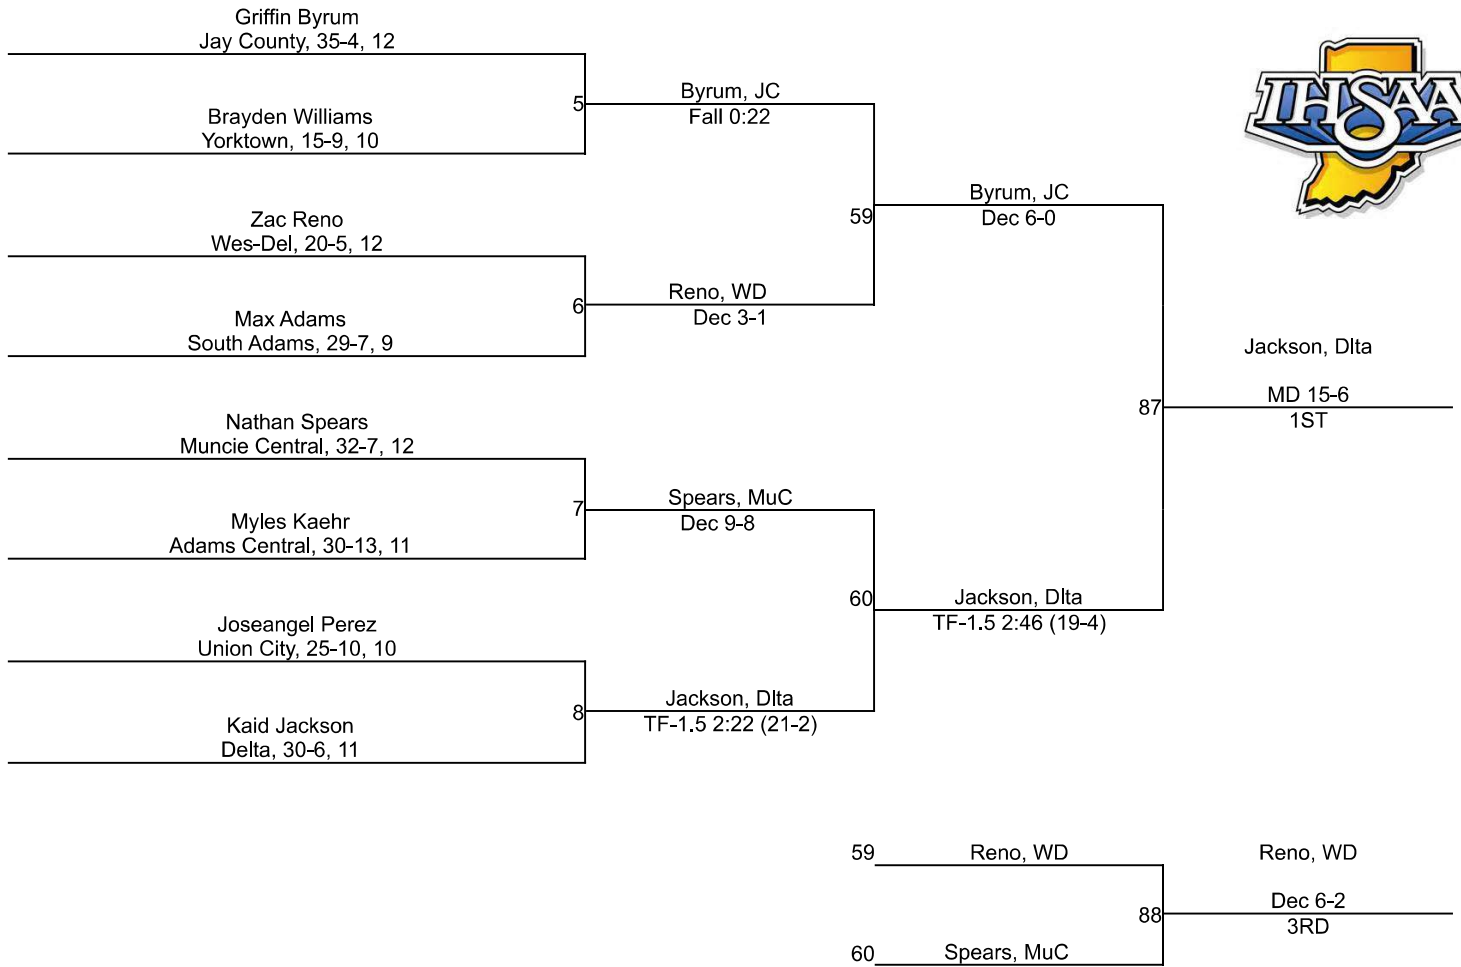 Griffin Byrum
Jay County, 35-4, 12
5
Brayden Williams
Yorktown, 15-9, 10
Byrum, JC
Fall 0:22
Zac Reno
Wes-Del, 20-5, 12
6
Max Adams
South Adams, 29-7, 9
Reno, WD
Dec 3-1
59
Byrum, JC
Dec 6-0
Nathan Spears
Muncie Central, 32-7, 12
7
Myles Kaehr
Adams Central, 30-13, 11
Spears, MuC
Dec 9-8
Joseangel Perez
Union City, 25-10, 10
8
Kaid Jackson
Delta, 30-6, 11
Jackson, Dlta
TF-1.5 2:22 (21-2)
60
Jackson, Dlta
TF-1.5 2:46 (19-4)
87
Jackson, Dlta
MD 15-6
1ST
IHSAA
59
Reno, WD
60
Spears, MuC
88
Reno, WD
Dec 6-2
3RD